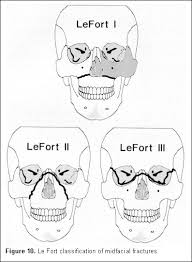 LeFort I
LeFort II
LeFort III
Figure 10. Le Fort classification of midfacial fractures